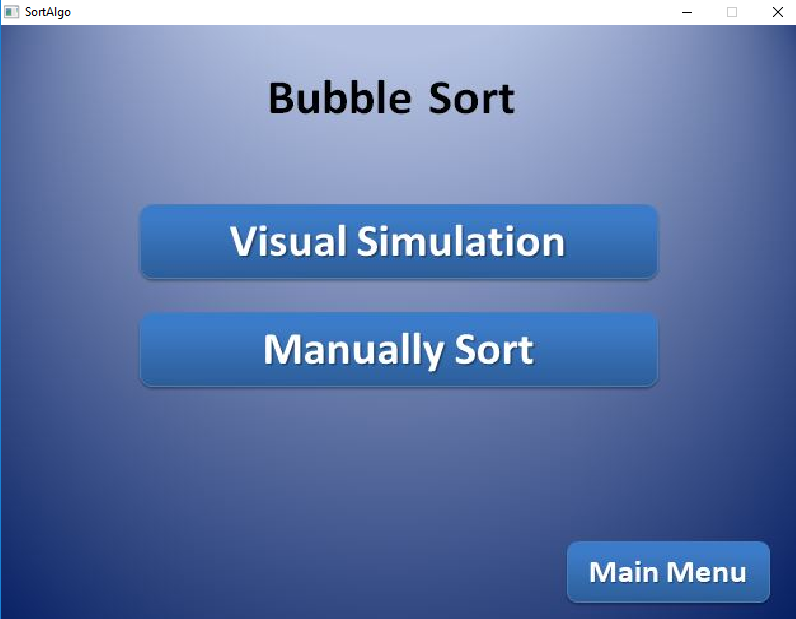 SortAlgo
Bubble Sort
Visual Simulation
Manually Sort
Main Menu